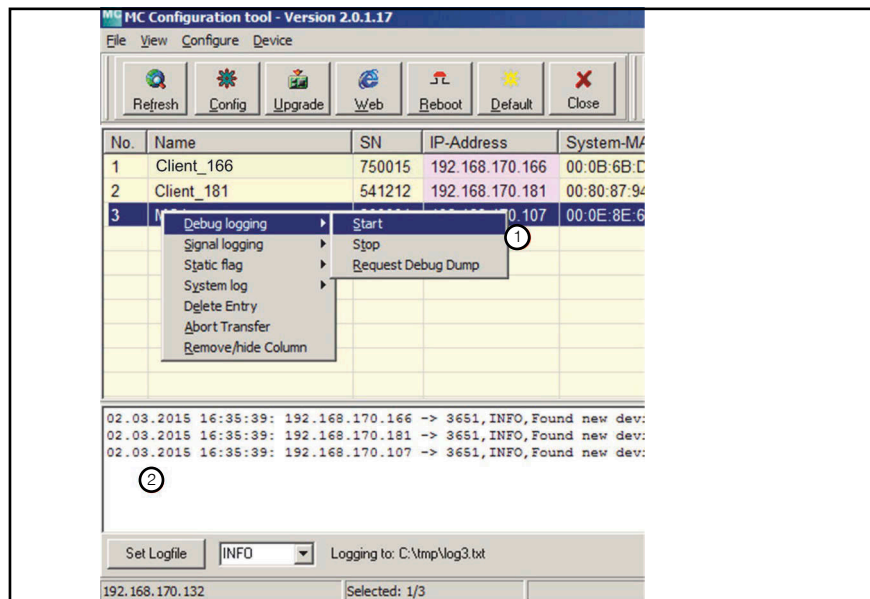 MC MC Configuration tool - Version 2.0.1.17
File View Configure Device
Refresh Config Upgrade Web Reboot Default Close
No. Name SN IP-Address System-MA
1 Client_166 750015 192.168.170.166 00:0B:6B:D
2 Client_181 541212 192.168.170.181 00:80:87:94
3 0.107 00:0E:8E:6
Debug logging Start
1
Signal logging Stop
Static flag Request Debug Dump
System log
Delete Entry
Abort Transfer
Remove/hide Column
02.03.2015 16:35:39: 192.168.170.166 -> 3651,INFO,Found new dev
02.03.2015 16:35:39: 192.168.170.181 -> 3651,INFO,Found new dev
02.03.2015 16:35:39: 192.168.170.107 -> 3651,INFO,Found new dev
2
Set Logfile INFO Logging to: C:\tmp\log3.txt
192.168.170.132 Selected: 1/3